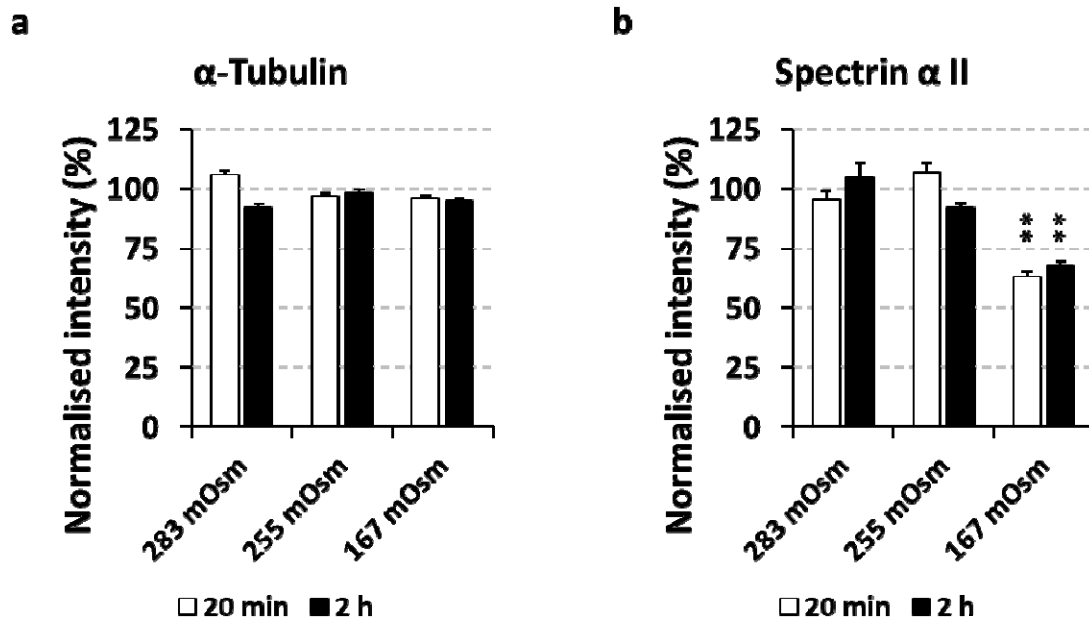 a
α-Tubulin
Normalised intensity (%)
125
100
75
50
25
0
283 mOsm
255 mOsm
167 mOsm
□ 20 min ■ 2 h
b
Spectrin α II
Normalised intensity (%)
125
100
75
50
25
0
** **
283 mOsm
255 mOsm
167 mOsm
□ 20 min ■ 2 h